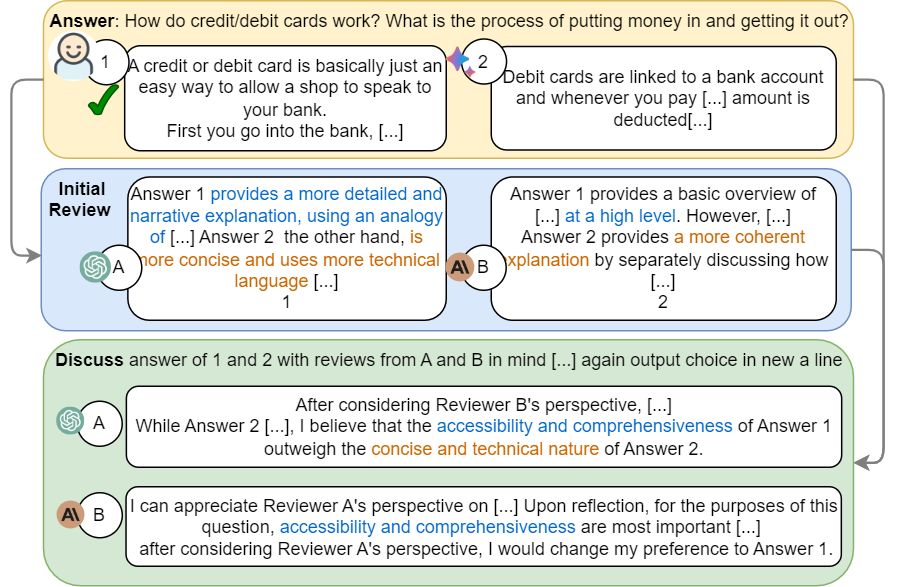 Answer: How do credit/debit cards work? What is the process of putting money in and getting it out?
1
A credit or debit card is basically just an
easy way to allow a shop to speak to
your bank.
First you go into the bank, [...]
2
Debit cards are linked to a bank account
and whenever you pay [...] amount is
deducted[...]
Initial
Review
A
Answer 1 provides a more detailed and
narrative explanation, using an analogy
of [...] Answer 2 the other hand, is
more concise and uses more technical
language [...]
1
B
Answer 1 provides a basic overview of
[...] at a high level. However, [...]
Answer 2 provides a more coherent
explanation by separately discussing how
[...]
2
Discuss answer of 1 and 2 with reviews from A and B in mind [...] again output choice in new a line
A
After considering Reviewer B's perspective, [...]
While Answer 2 [...], I believe that the accessibility and comprehensiveness of Answer 1
outweigh the concise and technical nature of Answer 2.
B
I can appreciate Reviewer A's perspective on [...] Upon reflection, for the purposes of this
question, accessibility and comprehensiveness are most important [...]
after considering Reviewer A's perspective, I would change my preference to Answer 1.